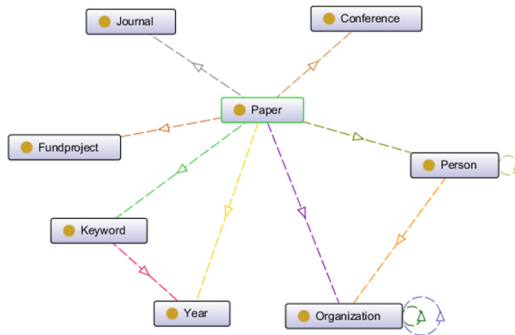 Journal
Conference
Paper
Fundproject
Person
Keyword
Year
Organization